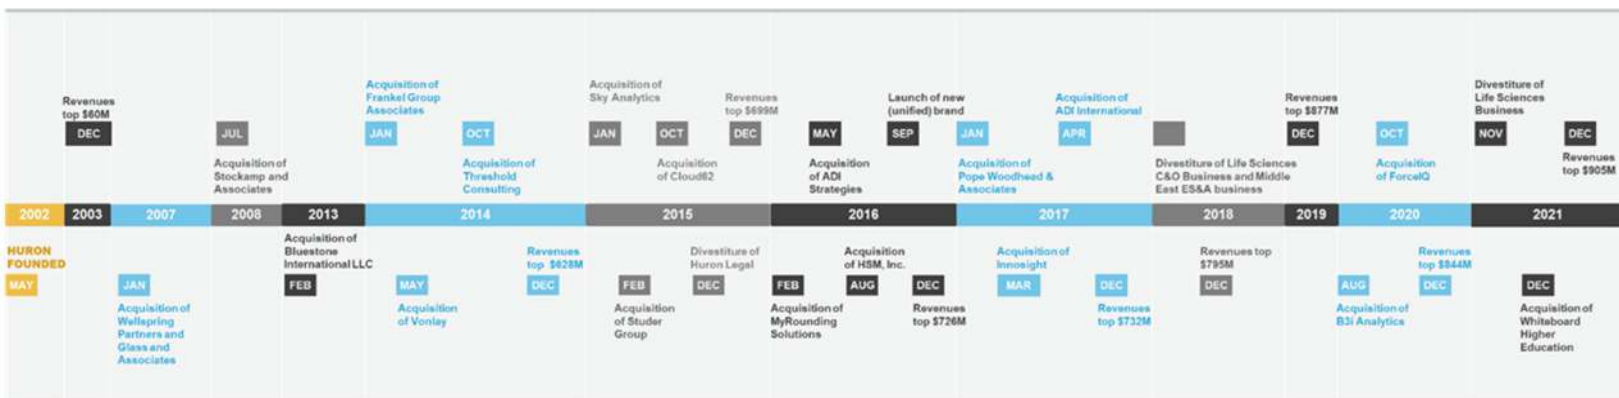 Revenues
top $60M
DEC
JUL
Acquisition of
Stockamp and
Associates
Acquisition of
Frankel Group
Associates
JAN
OCT
Acquisition of
Threshold
Consulting
Acquisition of
Sky Analytics
JAN
OCT
Acquisition
of Cloud62
Revenues
top $699M
DEC
MAY
Acquisition
of ADI
Strategies
Launch of new
(unified) brand
SEP
JAN
Acquisition of
Pope Woodhead &
Associates
Acquisition of
ADI International
APR
Divestiture of Life Sciences
C&O Business and Middle
East ES&A business
Revenues
top $877M
DEC
OCT
Acquisition
of ForceIQ
Divestiture of
Life Sciences
Business
NOV
DEC
Revenues
top $905M
2002 2003 2007 2008 2013 2014 2015 2016 2017 2018 2019 2020 2021
HURON
FOUNDED
MAY
JAN
Acquisition of
Wellspring
Partners and
Glass and
Associates
Acquisition of
Bluestone
International LLC
FEB
MAY
Acquisition
of Vonlay
Revenues
top $628M
DEC
FEB
Acquisition
of Studer
Group
Divestiture of
Huron Legal
DEC
FEB
Acquisition of
MyRounding
Solutions
Acquisition
of HSM, Inc.
AUG
DEC
Revenues
top $726M
Acquisition of
Innosight
MAR
DEC
Revenues
top $732M
Revenues top
$795M
DEC
AUG
Acquisition of
B3i Analytics
Revenues
top $844M
DEC
DEC
Acquisition of
Whiteboard
Higher
Education